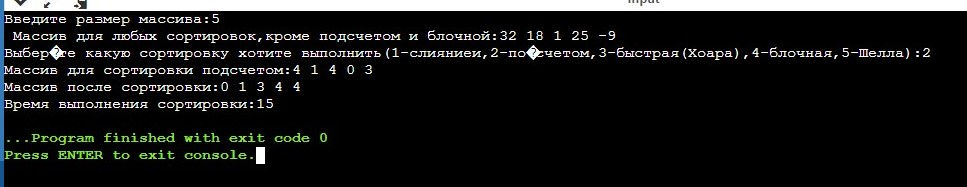 input
Введите размер массива:5
Массив для любых сортировок,кроме подсчетом и блочной:32 18 1 25 -9
Выбер�те какую сортировку хотите выполнить(1-слияниеи,2-по�счетом,3-быстрая(Хоара),4-блочная,5-Шелла):2
Массив для сортировки подсчетом:4 1 4 0 3
Массив после сортировки:0 1 3 4 4
Время выполнения сортировки:15
...Program finished with exit code 0
Press ENTER to exit console.